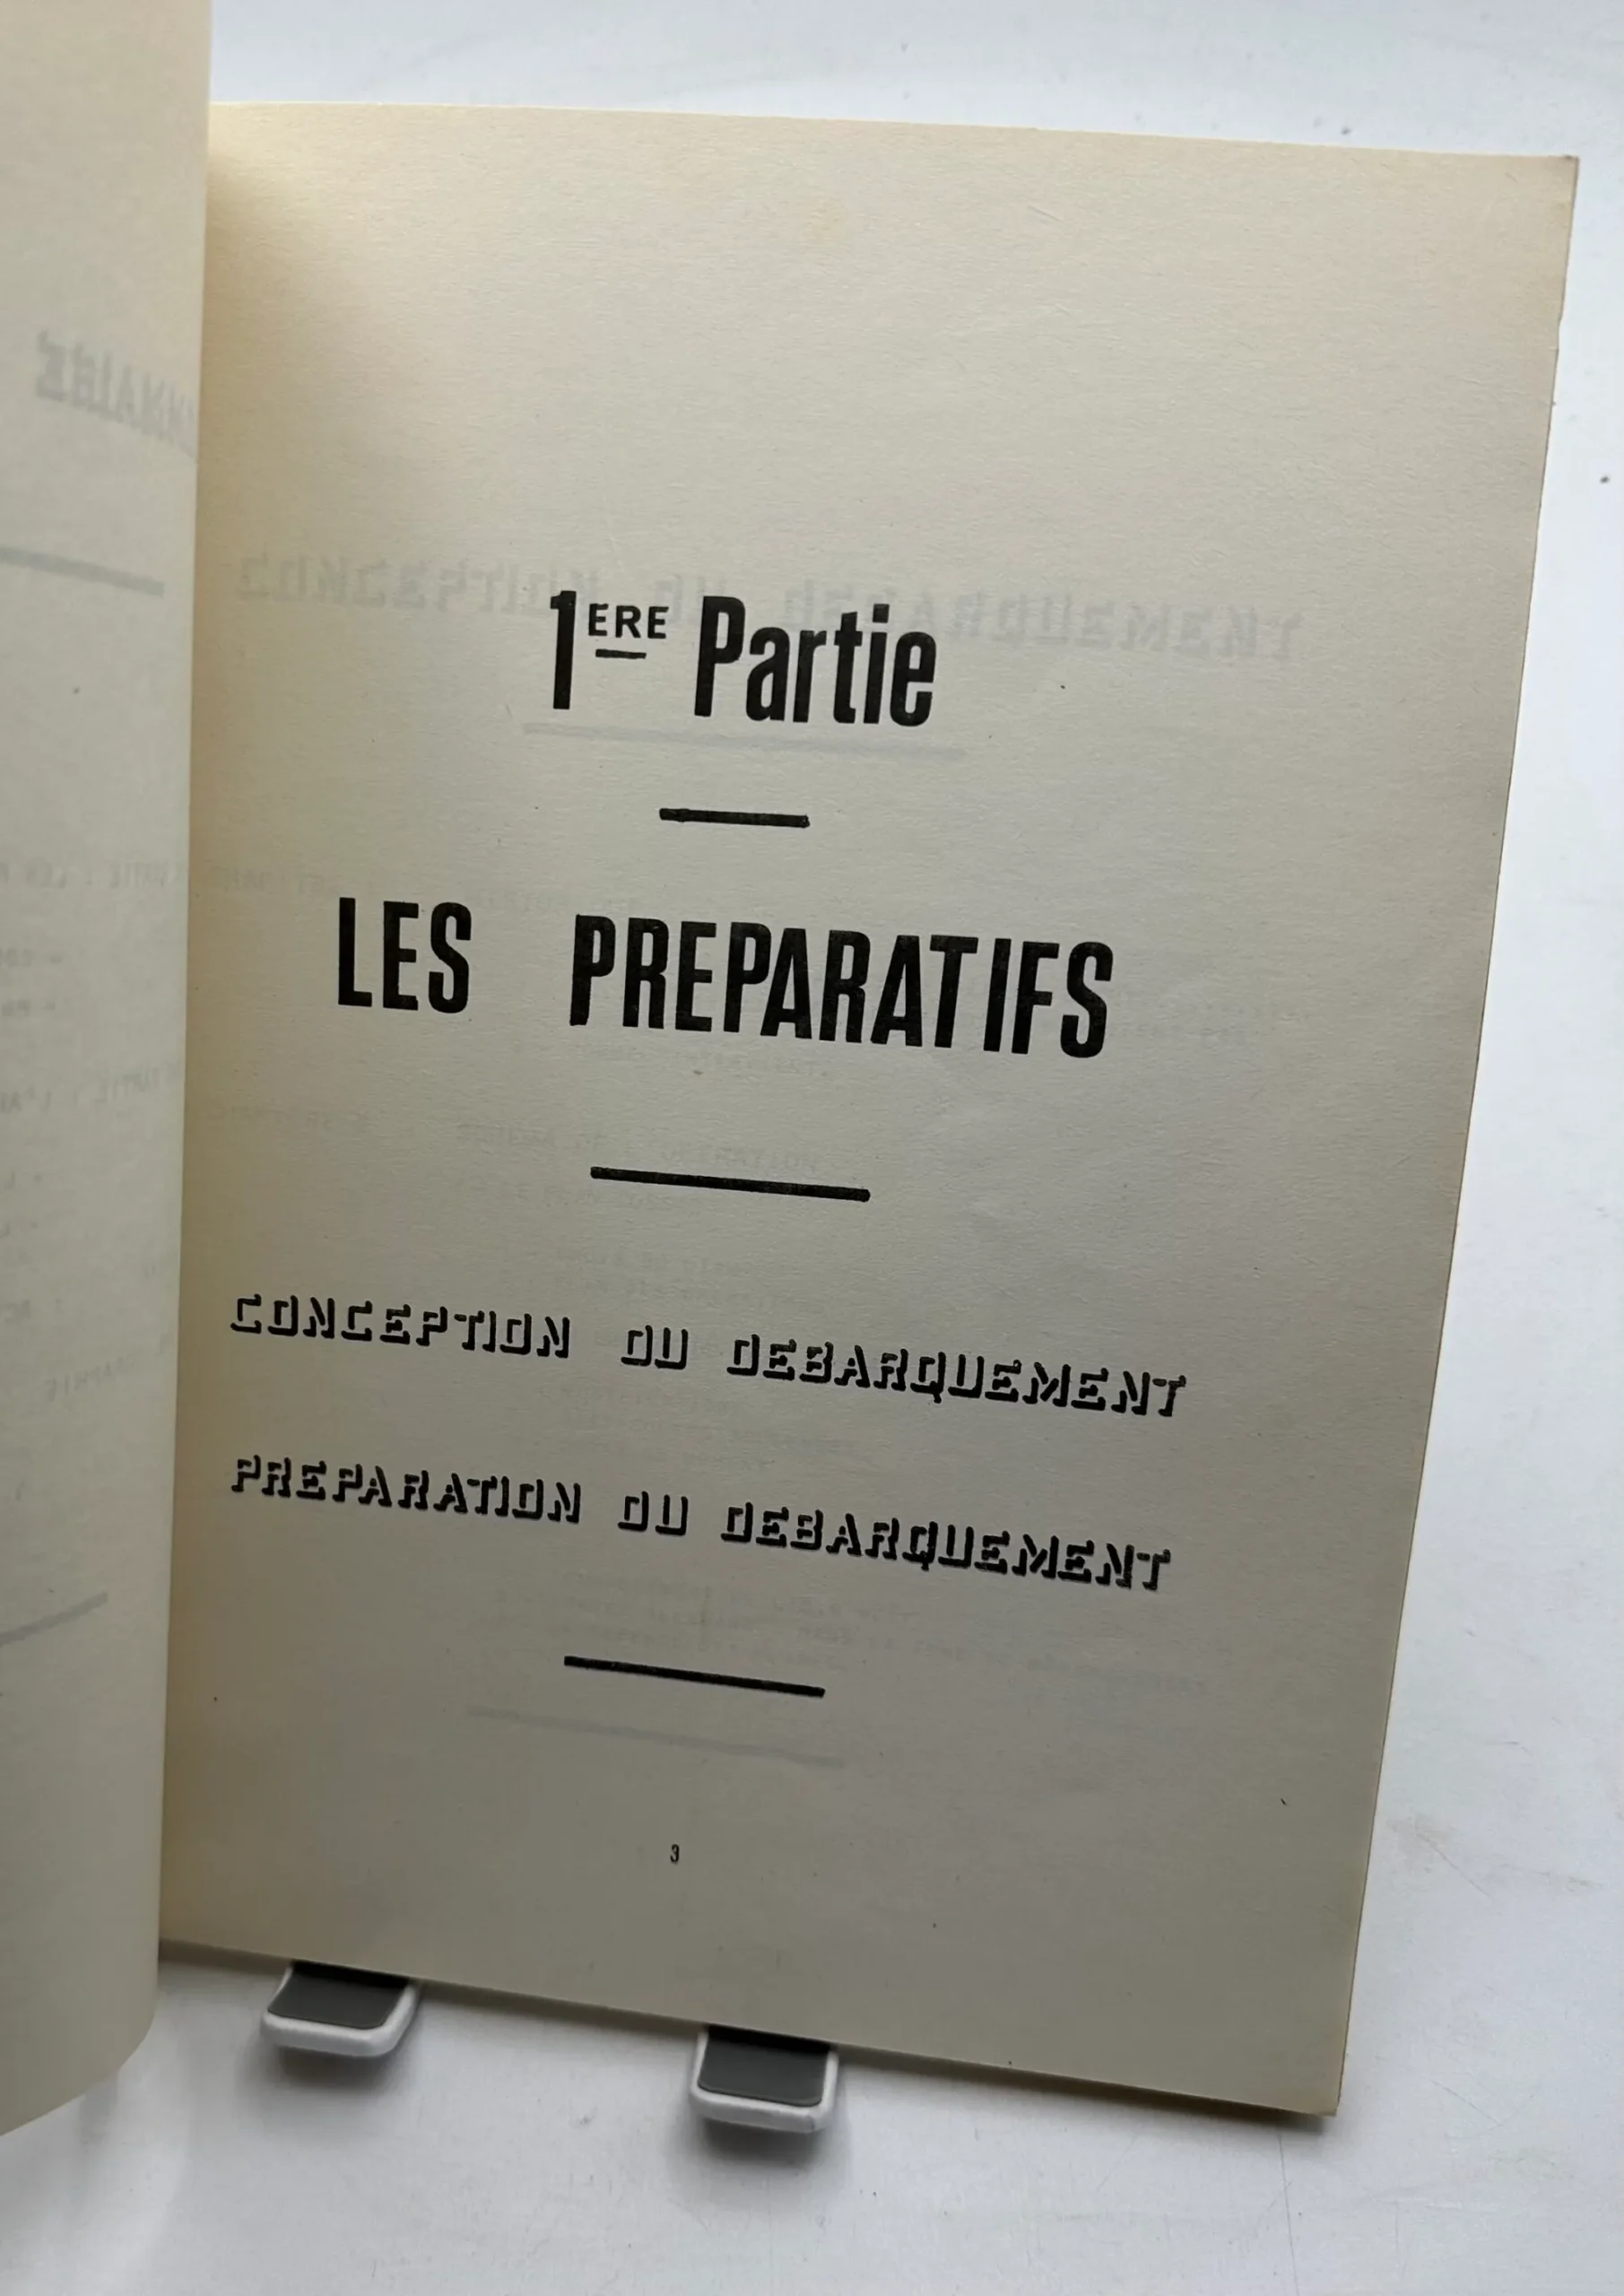 1ERE Partie
LES PREPARATIFS
CONCEPTION DU DEBARQUEMENT
PREPARATION DU DEBARQUEMENT
3